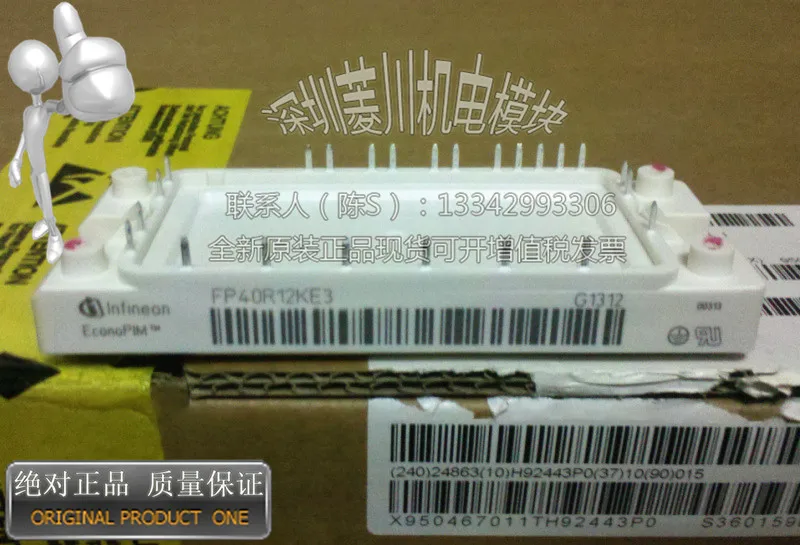 深圳菱川机电模块
联系人（陈S）：13342993306
全新原装正品现货可开增值税发票
ATTENTION
Infineon
EconoPIM™
FP40R12KE3
G1312
00313
(240)24863(10)H92443P0(37)10(90)015
X950467011TH92443P0
绝对正品 质量保证
ORIGINAL PRODUCT ONE